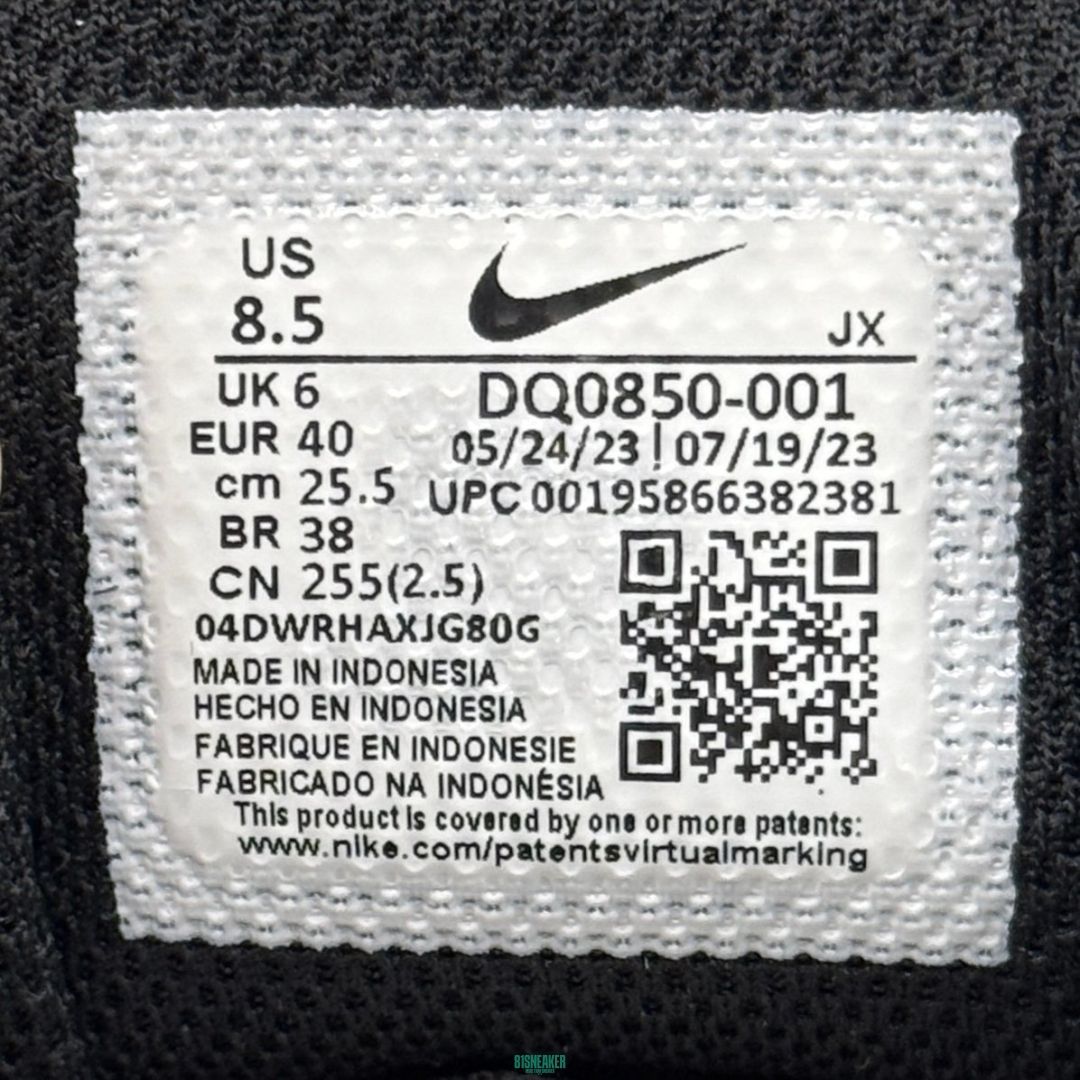 US
8.5
JX
UK 6
DQ0850-001
EUR 40
05/24/23 | 07/19/23
cm 25.5
UPC 00195866382381
BR 38
CN 255(2.5)
04DWRHAXJG80G
MADE IN INDONESIA
HECHO EN INDONESIA
FABRIQUE EN INDONESIE
FABRICADO NA INDONÉSIA
This product is covered by one or more patents:
www.nike.com/patentsvirtualmarking
81SNEAKER